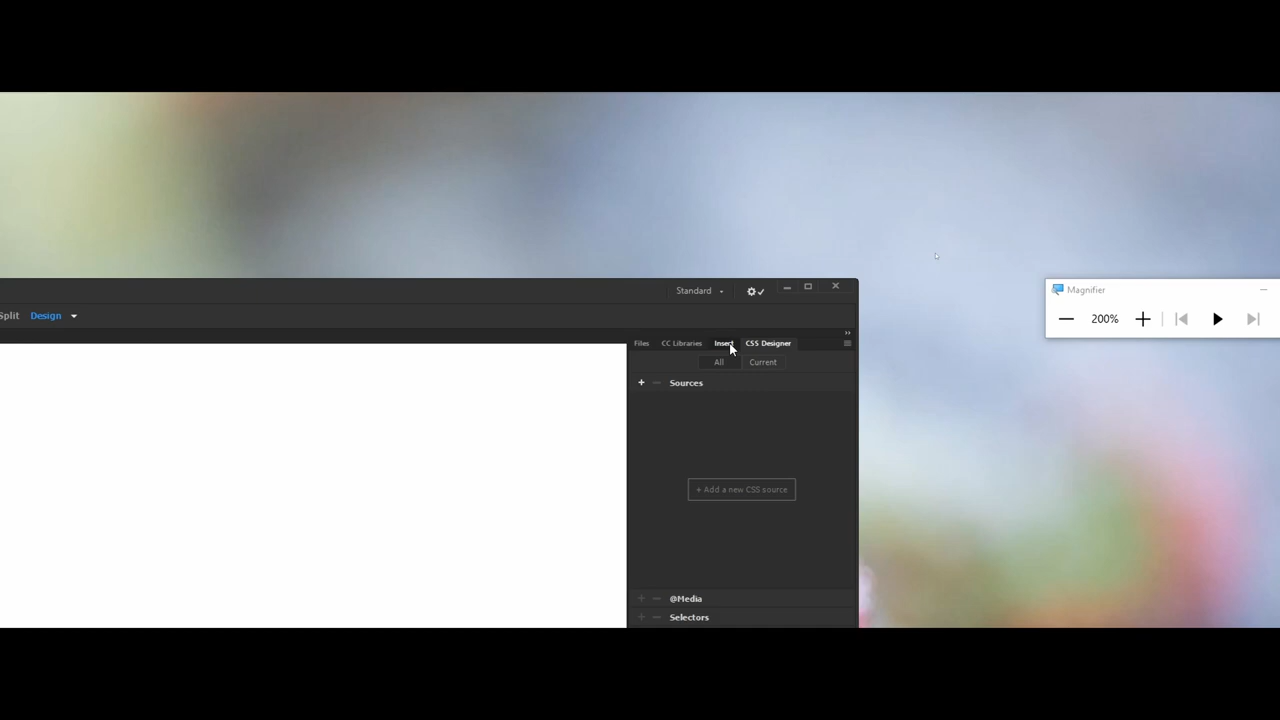 Standard
Magnifier
Split Design
200%
Files CC Libraries Insert CSS Designer
All Current
Sources
+ Add a new CSS source
@Media
Selectors